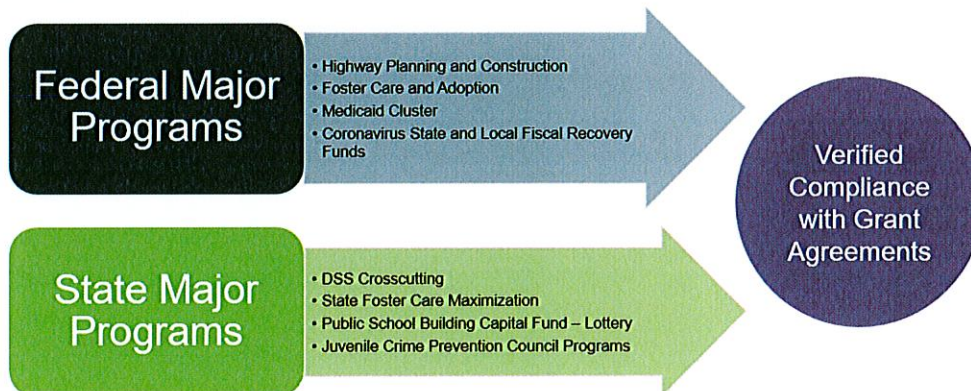 Federal Major
Programs
• Highway Planning and Construction
• Foster Care and Adoption
• Medicaid Cluster
• Coronavirus State and Local Fiscal Recovery
Funds
State Major
Programs
• DSS Crosscutting
• State Foster Care Maximization
• Public School Building Capital Fund – Lottery
• Juvenile Crime Prevention Council Programs
Verified
Compliance
with Grant
Agreements